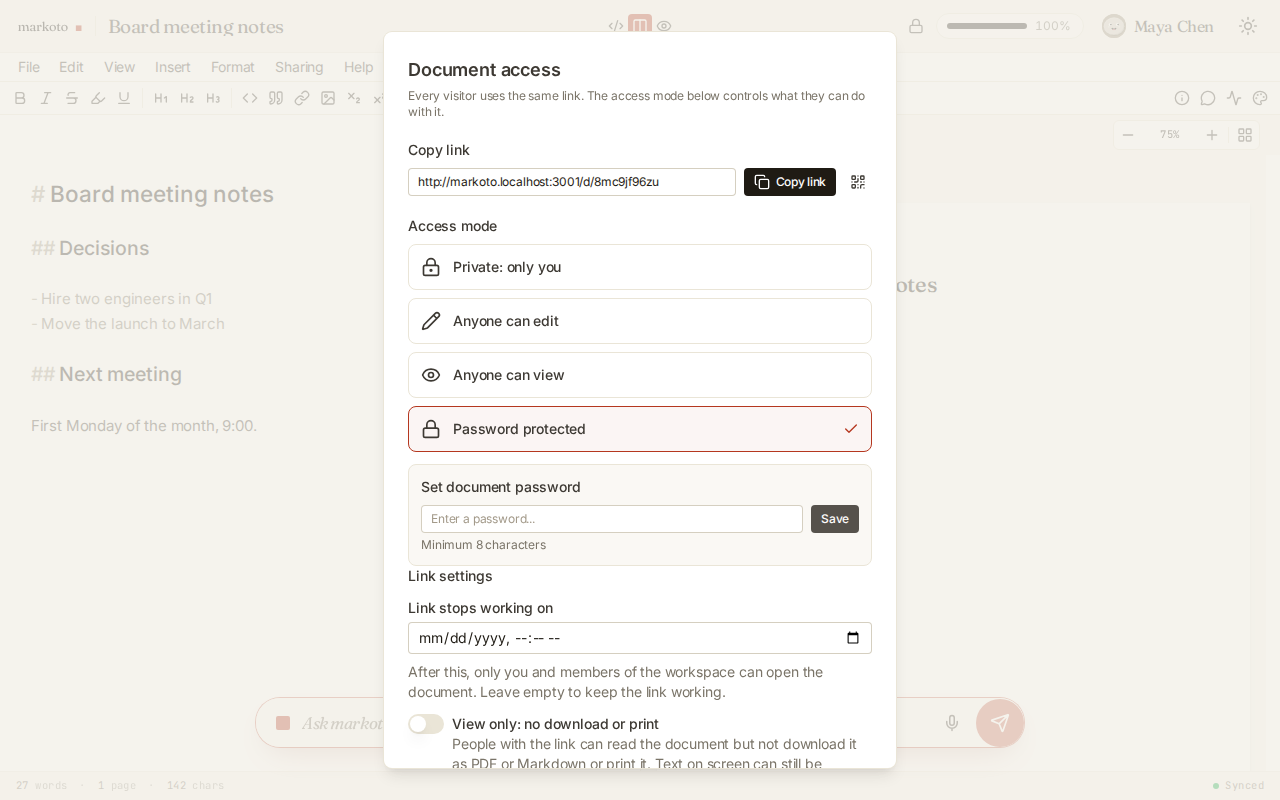 markoto
Board meeting notes
100%
Maya Chen
File Edit View Insert Format Sharing Help
H1 H2 H3
75%
# Board meeting notes
## Decisions
- Hire two engineers in Q1
- Move the launch to March
## Next meeting
First Monday of the month, 9:00.
otes
Document access
Every visitor uses the same link. The access mode below controls what they can do
with it.
Copy link
http://markoto.localhost:3001/d/8mc9jf96zu
Copy link
Access mode
Private: only you
Anyone can edit
Anyone can view
Password protected
Set document password
Enter a password...
Save
Minimum 8 characters
Link settings
Link stops working on
mm/dd/yyyy, --:-- --
After this, only you and members of the workspace can open the
document. Leave empty to keep the link working.
View only: no download or print
People with the link can read the document but not download it
as PDF or Markdown or print it. Text on screen can still be
Ask markot
27 words · 1 page · 142 chars
Synced